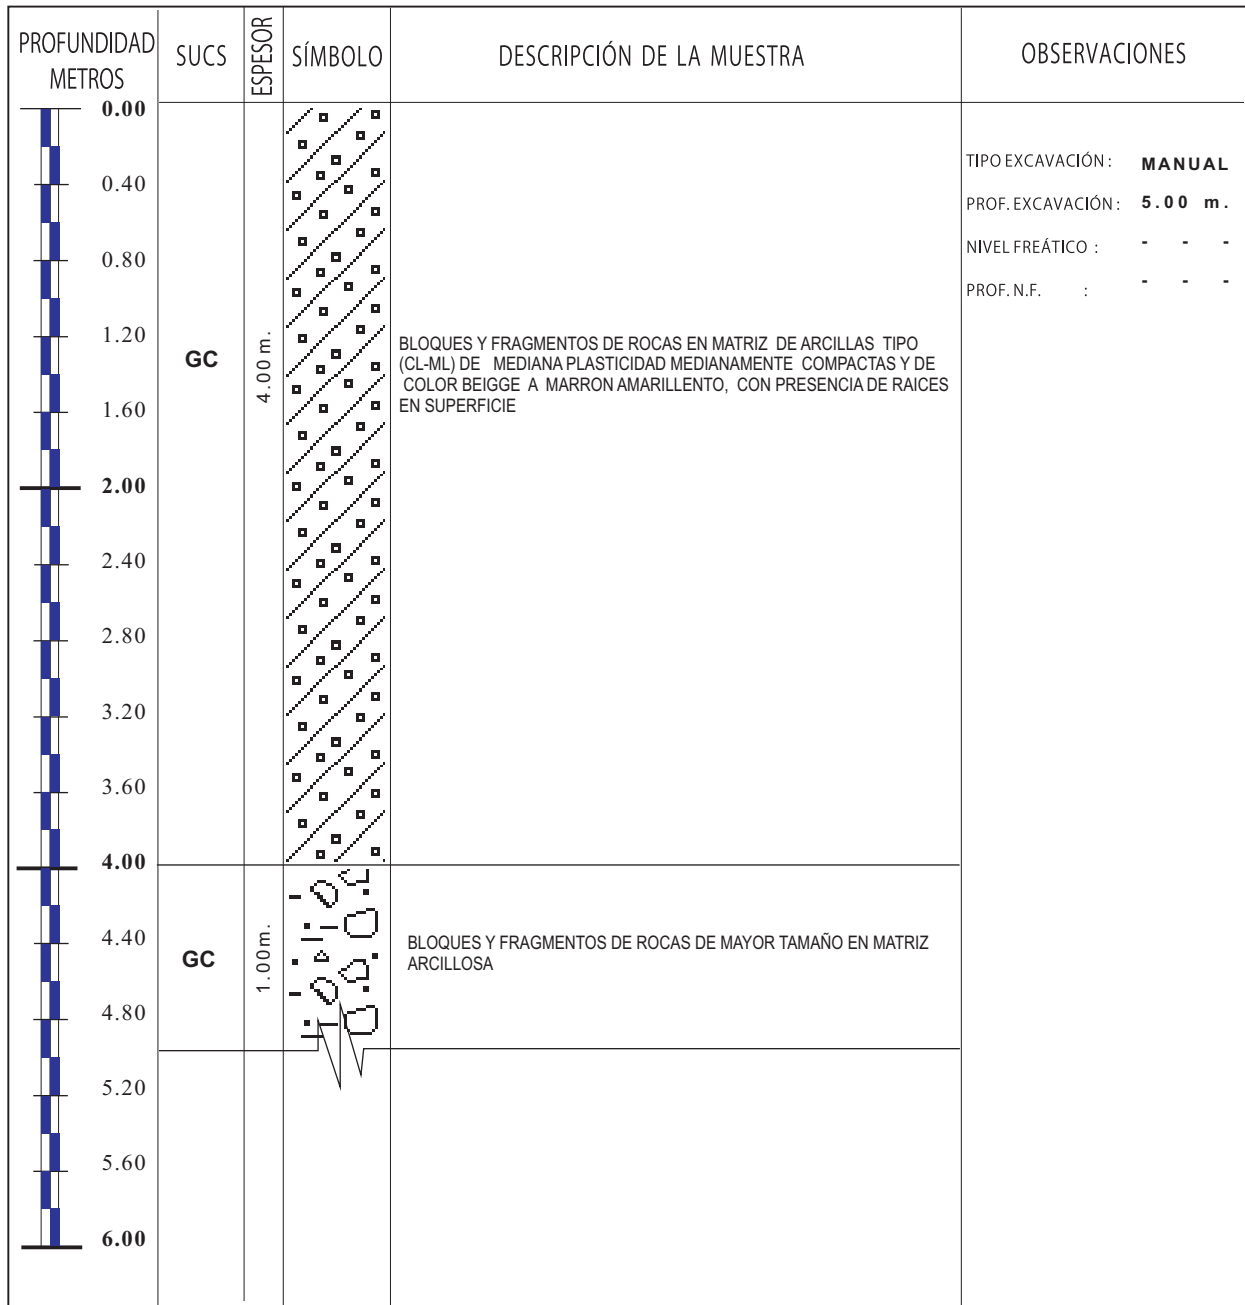 PROFUNDIDAD
METROS
SUCS
ESPESOR
SÍMBOLO
DESCRIPCIÓN DE LA MUESTRA
OBSERVACIONES
0.00
0.40
0.80
1.20
1.60
2.00
2.40
2.80
3.20
3.60
4.00
4.40
4.80
5.20
5.60
6.00
GC
4.00 m.
BLOQUES Y FRAGMENTOS DE ROCAS EN MATRIZ DE ARCILLAS TIPO
(CL-ML) DE MEDIANA PLASTICIDAD MEDIANAMENTE COMPACTAS Y DE
COLOR BEIGGE A MARRON AMARILLENTO, CON PRESENCIA DE RAICES
EN SUPERFICIE
GC
1.00m.
BLOQUES Y FRAGMENTOS DE ROCAS DE MAYOR TAMAÑO EN MATRIZ
ARCILLOSA
TIPO EXCAVACIÓN : MANUAL
PROF. EXCAVACIÓN : 5.00 m.
NIVEL FREÁTICO : - - -
PROF. N.F. : - - -